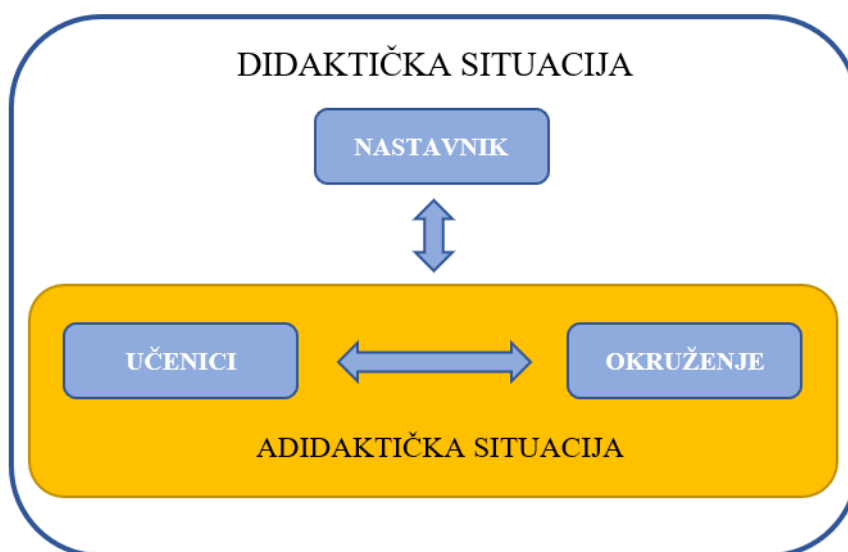 DIDAKTIČKA SITUACIJA
NASTAVNIK
UČENICI
OKRUŽENJE
ADIDAKTIČKA SITUACIJA